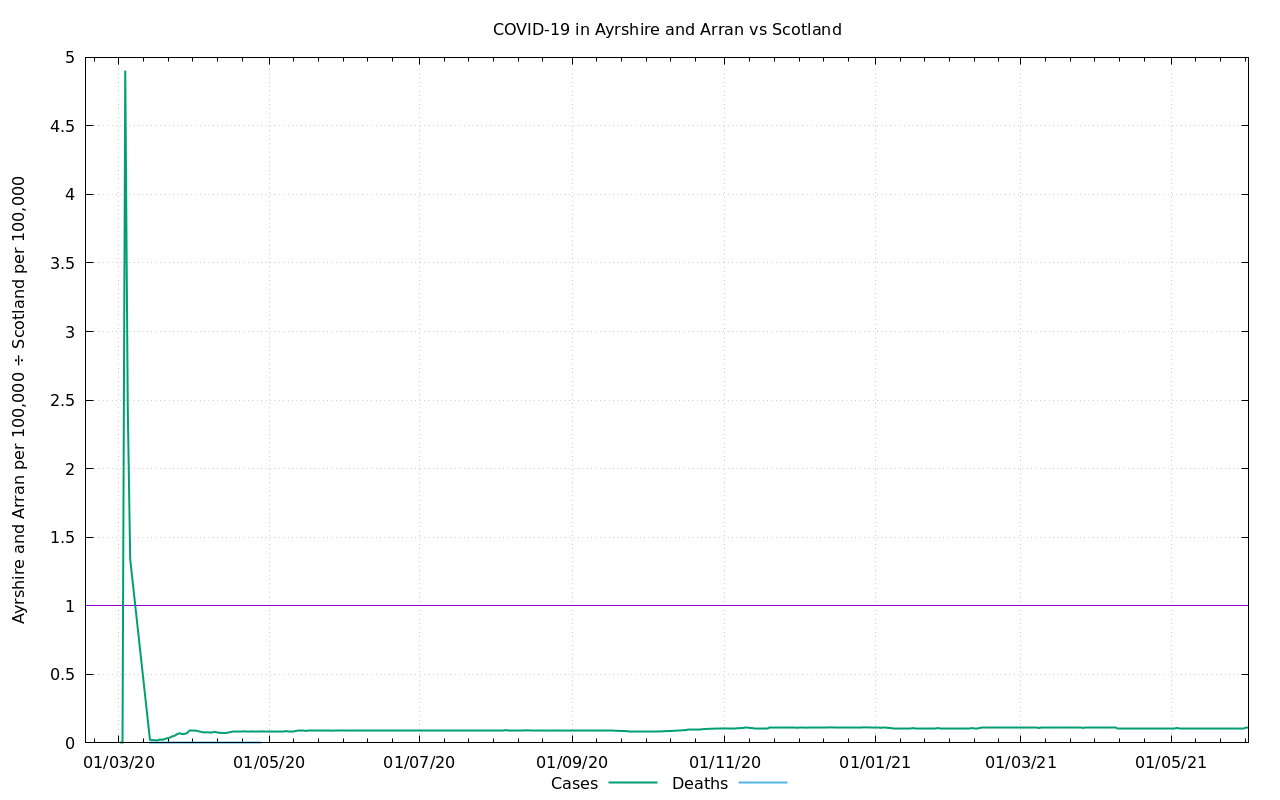 COVID-19 in Ayrshire and Arran vs Scotland
Ayrshire and Arran per 100,000 ÷ Scotland per 100,000
5
4.5
4
3.5
3
2.5
2
1.5
1
0.5
0
01/03/20 01/05/20 01/07/20 01/09/20 01/11/20 01/01/21 01/03/21 01/05/21
Cases Deaths